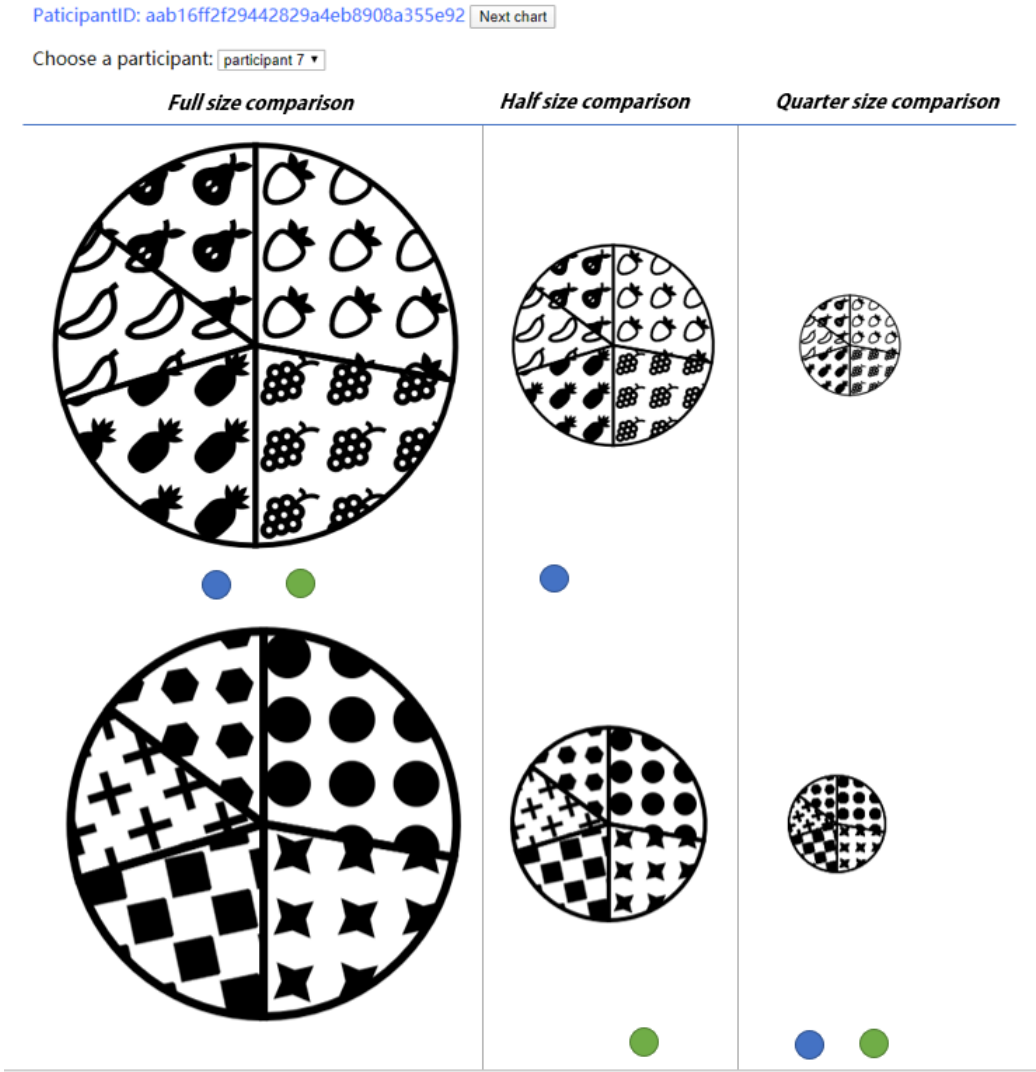 PaticipantID: aab16ff2f29442829a4eb8908a355e92 Next chart
Choose a participant: participant 7
Full size comparison Half size comparison Quarter size comparison